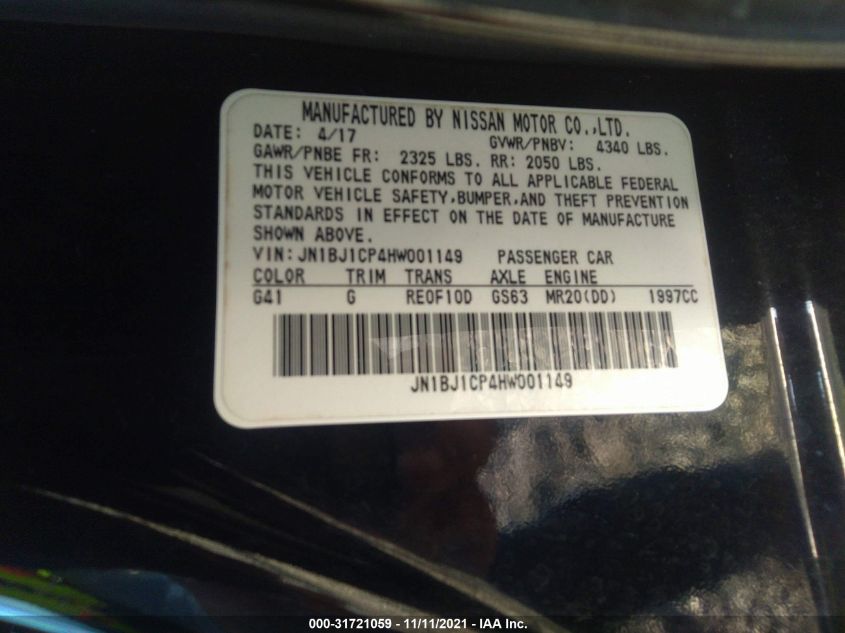 MANUFACTURED BY NISSAN MOTOR CO.,LTD.
DATE: 4/17 GVWR/PNBV: 4340 LBS.
GAWR/PNBE FR: 2325 LBS. RR: 2050 LBS.
THIS VEHICLE CONFORMS TO ALL APPLICABLE FEDERAL
MOTOR VEHICLE SAFETY,BUMPER,AND THEFT PREVENTION
STANDARDS IN EFFECT ON THE DATE OF MANUFACTURE
SHOWN ABOVE.
VIN: JN1BJ1CP4HW001149 PASSENGER CAR
COLOR TRIM TRANS AXLE ENGINE
G41 G RE0F10D GS63 MR20(DD) 1997CC
JN1BJ1CP4HW001149
000-31721059 - 11/11/2021 - IAA Inc.